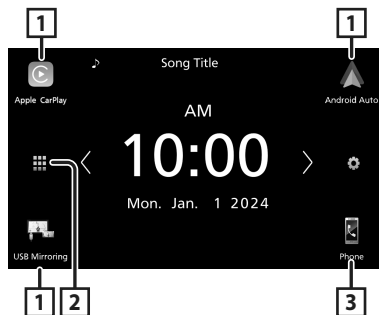 1
1
♪ Song Title
Apple CarPlay
Android Auto
AM
10:00
Mon. Jan. 1 2024
USB Mirroring
Phone
1
2
3